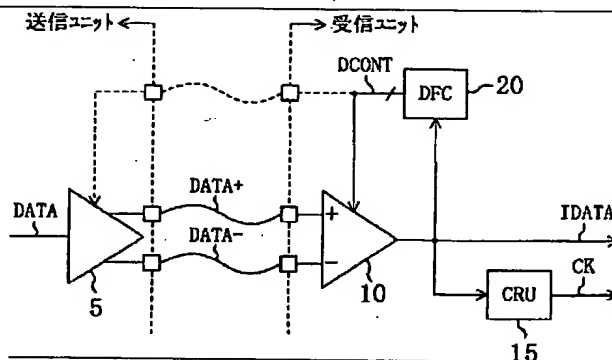 送信ユニット
受信ユニット
DCONT
DFC
20
DATA+
DATA
DATA-
+
-
IDATA
5
10
CK
CRU
15